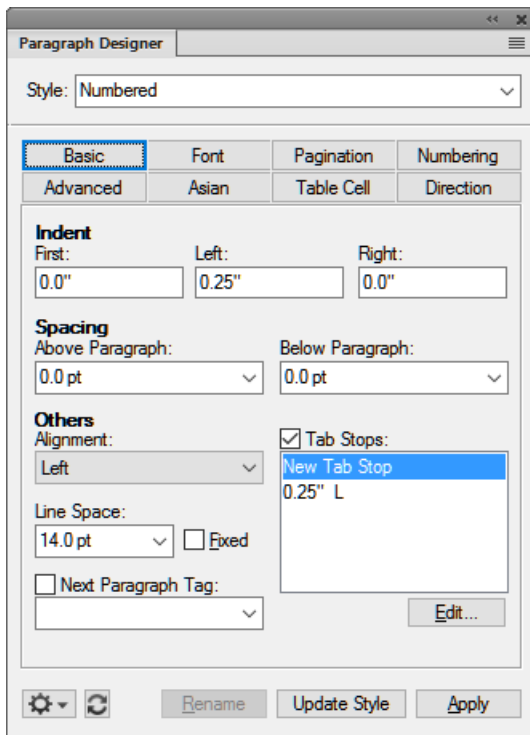 Paragraph Designer
Style: Numbered
Basic Font Pagination Numbering
Advanced Asian Table Cell Direction
Indent
First: Left: Right:
0.0" 0.25" 0.0"
Spacing
Above Paragraph: Below Paragraph:
0.0 pt 0.0 pt
Others
Alignment: Tab Stops:
Left New Tab Stop
0.25" L
Line Space:
14.0 pt Fixed
Next Paragraph Tag:
Edit...
Rename Update Style Apply